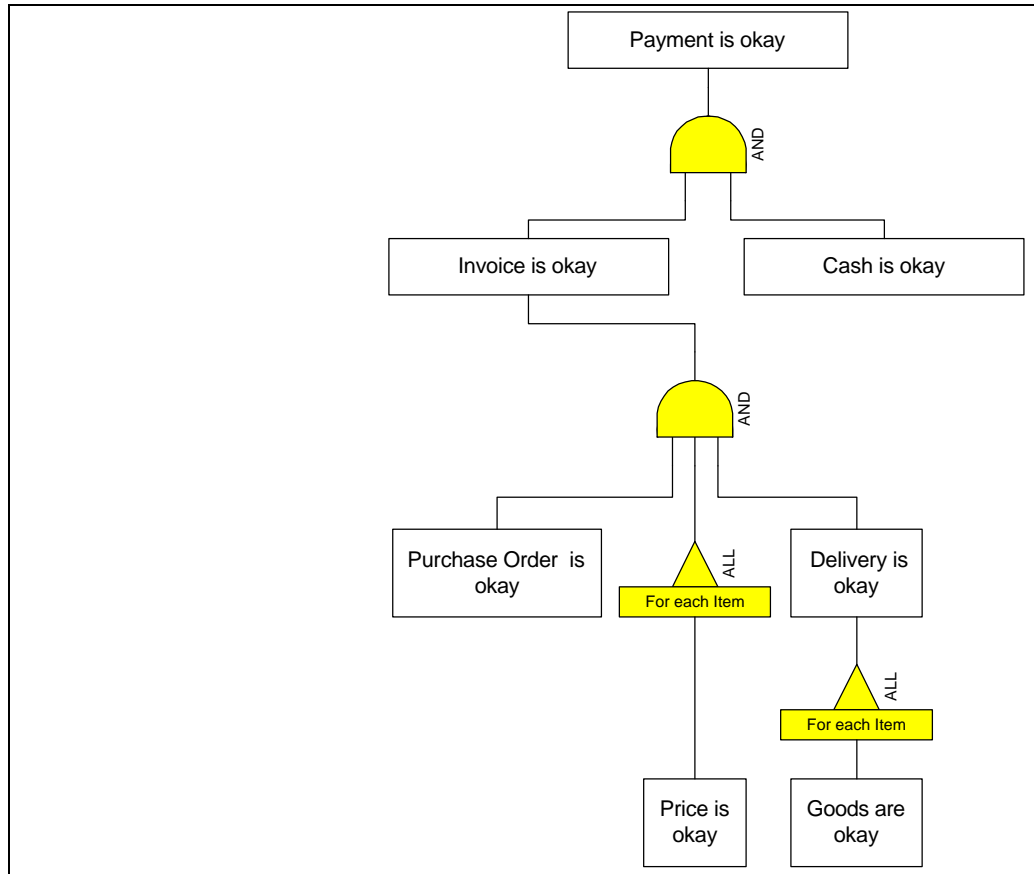 Payment is okay
AND
Invoice is okay
Cash is okay
AND
Purchase Order is
okay
ALL
For each Item
Delivery is
okay
ALL
For each Item
Price is
okay
Goods are
okay